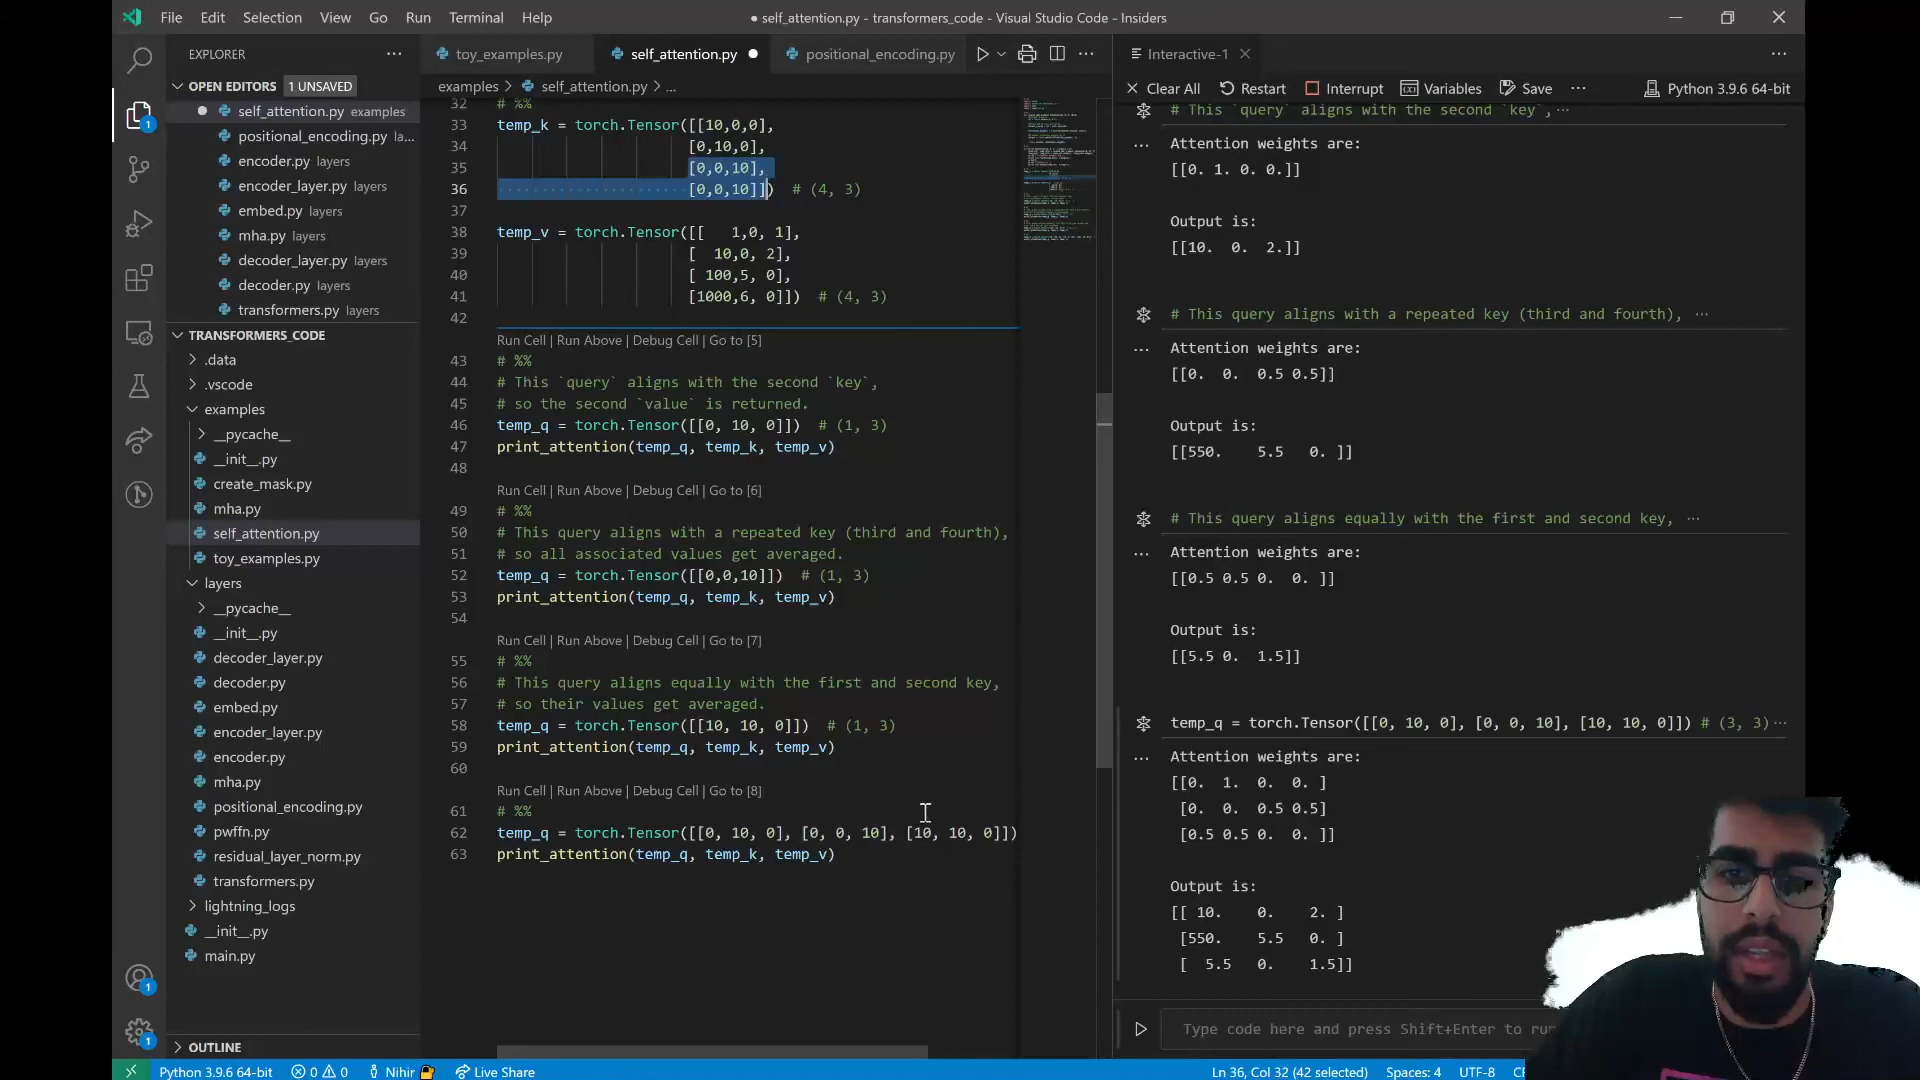 File Edit Selection View Go Run Terminal Help
● self_attention.py - transformers_code - Visual Studio Code - Insiders
EXPLORER ···
OPEN EDITORS 1 UNSAVED
self_attention.py examples
positional_encoding.py la...
encoder.py layers
encoder_layer.py layers
embed.py layers
mha.py layers
decoder_layer.py layers
decoder.py layers
transformers.py layers
TRANSFORMERS_CODE
.data
.vscode
examples
__pycache__
__init__.py
create_mask.py
mha.py
self_attention.py
toy_examples.py
layers
__pycache__
__init__.py
decoder_layer.py
decoder.py
embed.py
encoder_layer.py
encoder.py
mha.py
positional_encoding.py
pwffn.py
residual_layer_norm.py
transformers.py
lightning_logs
__init__.py
main.py
OUTLINE
1
1
1
toy_examples.py self_attention.py ● positional_encoding.py ···
examples > self_attention.py > ...
32 # %%
33 temp_k = torch.Tensor([[10,0,0],
34 [0,10,0],
35 [0,0,10],
36 [0,0,10]]) # (4, 3)
37
38 temp_v = torch.Tensor([[ 1,0, 1],
39 [ 10,0, 2],
40 [ 100,5, 0],
41 [1000,6, 0]]) # (4, 3)
42
Run Cell | Run Above | Debug Cell | Go to [5]
43 # %%
44 # This `query` aligns with the second `key`,
45 # so the second `value` is returned.
46 temp_q = torch.Tensor([[0, 10, 0]]) # (1, 3)
47 print_attention(temp_q, temp_k, temp_v)
48
Run Cell | Run Above | Debug Cell | Go to [6]
49 # %%
50 # This query aligns with a repeated key (third and fourth),
51 # so all associated values get averaged.
52 temp_q = torch.Tensor([[0,0,10]]) # (1, 3)
53 print_attention(temp_q, temp_k, temp_v)
54
Run Cell | Run Above | Debug Cell | Go to [7]
55 # %%
56 # This query aligns equally with the first and second key,
57 # so their values get averaged.
58 temp_q = torch.Tensor([[10, 10, 0]]) # (1, 3)
59 print_attention(temp_q, temp_k, temp_v)
60
Run Cell | Run Above | Debug Cell | Go to [8]
61 # %%
62 temp_q = torch.Tensor([[0, 10, 0], [0, 0, 10], [10, 10, 0]])
63 print_attention(temp_q, temp_k, temp_v)
Interactive-1 ···
Clear All Restart Interrupt Variables Save ··· Python 3.9.6 64-bit
# This `query` aligns with the second `key`,···
Attention weights are:
[[0. 1. 0. 0.]]
Output is:
[[10. 0. 2.]]
# This query aligns with a repeated key (third and fourth), ···
Attention weights are:
[[0. 0. 0.5 0.5]]
Output is:
[[550. 5.5 0. ]]
# This query aligns equally with the first and second key, ···
Attention weights are:
[[0.5 0.5 0. 0. ]]
Output is:
[[5.5 0. 1.5]]
temp_q = torch.Tensor([[0, 10, 0], [0, 0, 10], [10, 10, 0]]) # (3, 3)···
Attention weights are:
[[0. 1. 0. 0. ]
[0. 0. 0.5 0.5]
[0.5 0.5 0. 0. ]]
Output is:
[[ 10. 0. 2. ]
[550. 5.5 0. ]
[ 5.5 0. 1.5]]
Type code here and press Shift+Enter to run
Python 3.9.6 64-bit 0 0 Nihir Live Share Ln 36, Col 32 (42 selected) Spaces: 4 UTF-8